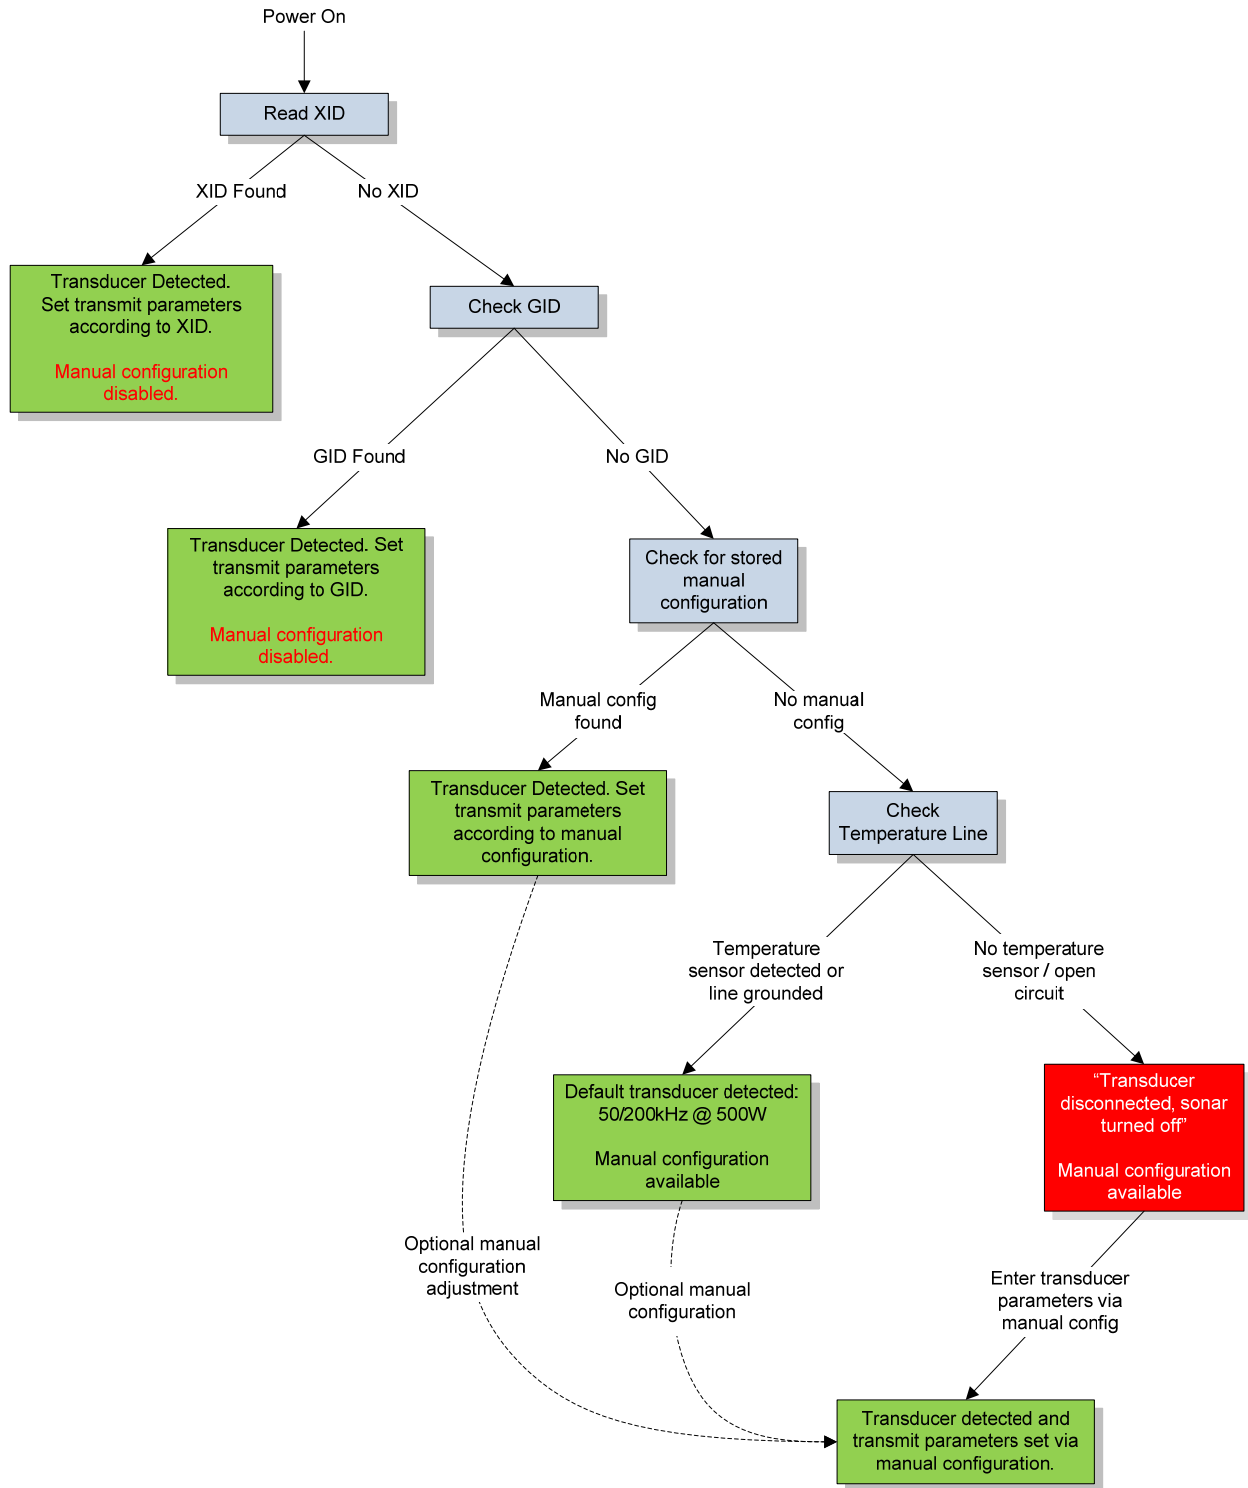 Power On
Read XID
XID Found
No XID
Transducer Detected.
Set transmit parameters
according to XID.
Manual configuration
disabled.
Check GID
GID Found
No GID
Transducer Detected. Set
transmit parameters
according to GID.
Manual configuration
disabled.
Check for stored
manual
configuration
Manual config
found
No manual
config
Transducer Detected. Set
transmit parameters
according to manual
configuration.
Check
Temperature Line
Temperature
sensor detected or
line grounded
No temperature
sensor / open
circuit
Default transducer detected:
50/200kHz @ 500W
Manual configuration
available
“Transducer
disconnected, sonar
turned off”
Manual configuration
available
Optional manual
configuration
adjustment
Optional manual
configuration
Enter transducer
parameters via
manual config
Transducer detected and
transmit parameters set via
manual configuration.